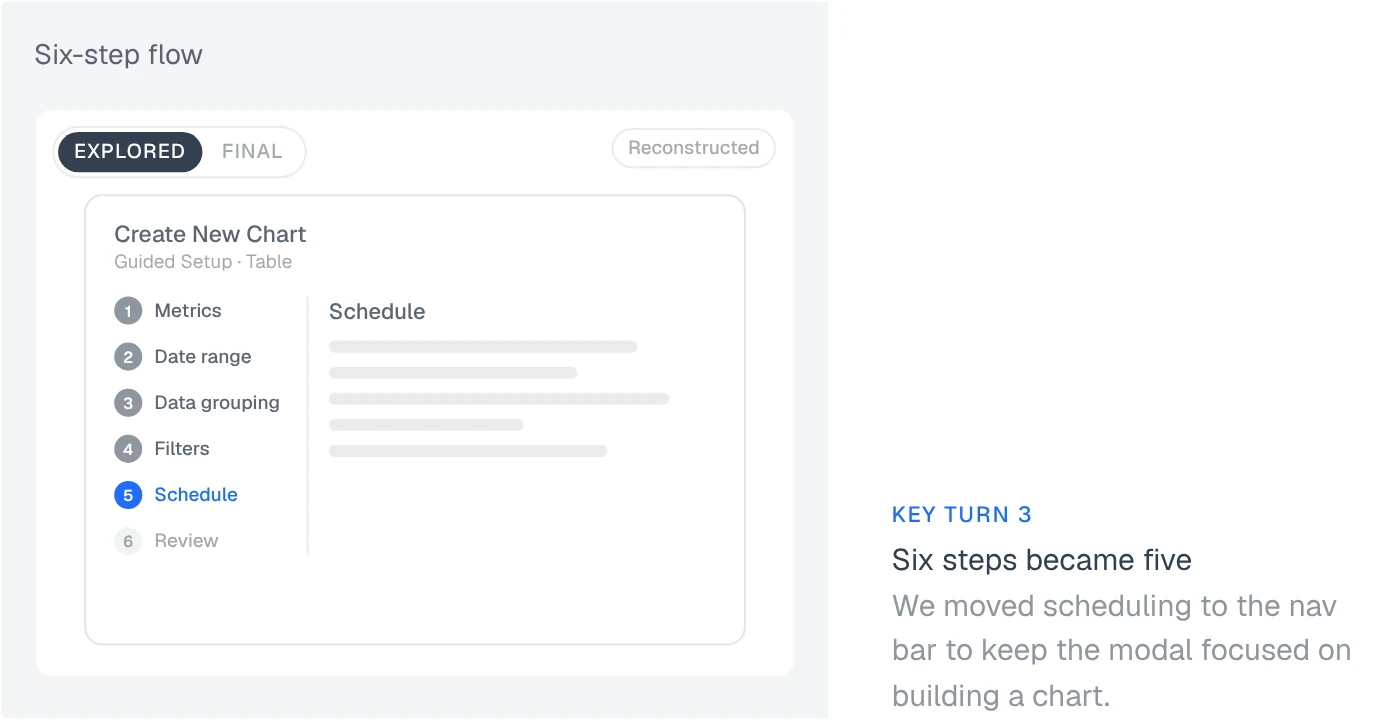 Six-step flow
EXPLORED FINAL
Reconstructed
Create New Chart
Guided Setup · Table
1 Metrics
2 Date range
3 Data grouping
4 Filters
5 Schedule
6 Review
Schedule
KEY TURN 3
Six steps became five
We moved scheduling to the nav
bar to keep the modal focused on
building a chart.